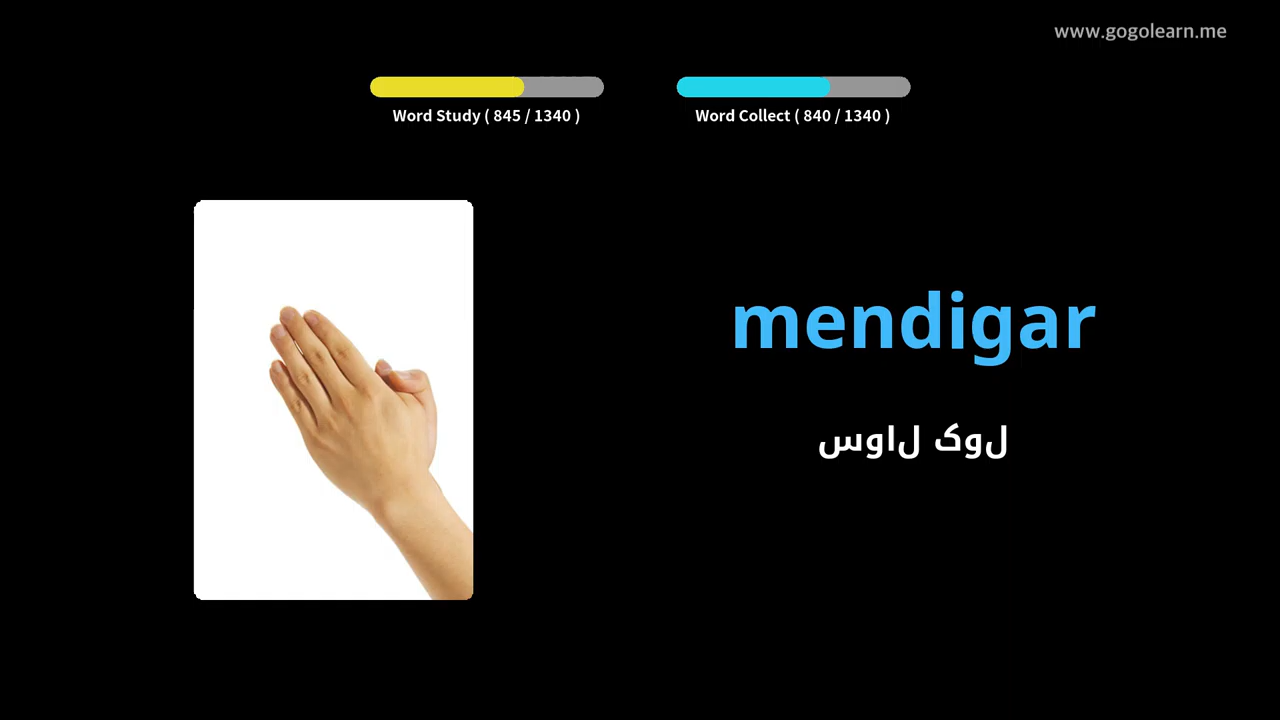 www.gogolearn.me
Word Study ( 845 / 1340 )
Word Collect ( 840 / 1340 )
mendigar
لوک لاوس